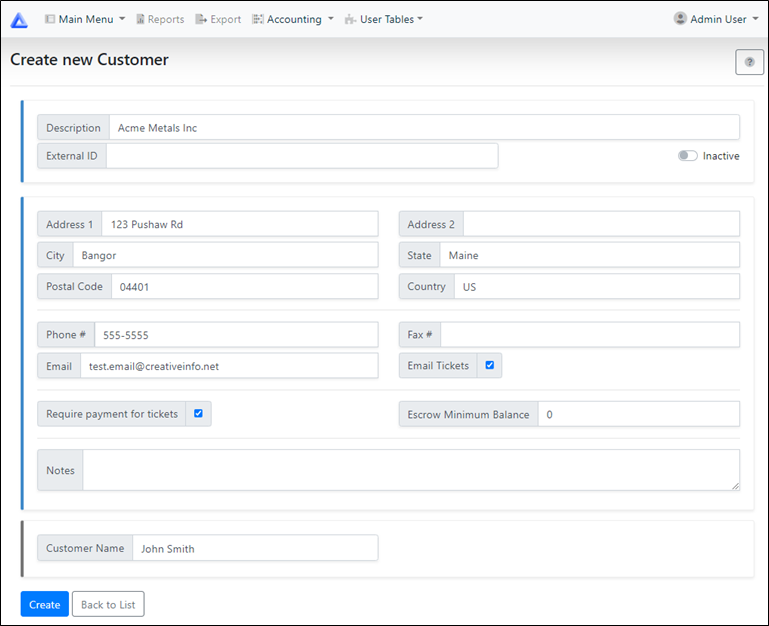 Main Menu Reports Export Accounting User Tables Admin User
Create new Customer ?
Description Acme Metals Inc
External ID Inactive
Address 1 123 Pushaw Rd Address 2
City Bangor State Maine
Postal Code 04401 Country US
Phone # 555-5555 Fax #
Email test.email@creativeinfo.net Email Tickets
Require payment for tickets Escrow Minimum Balance 0
Notes
Customer Name John Smith
Create Back to List